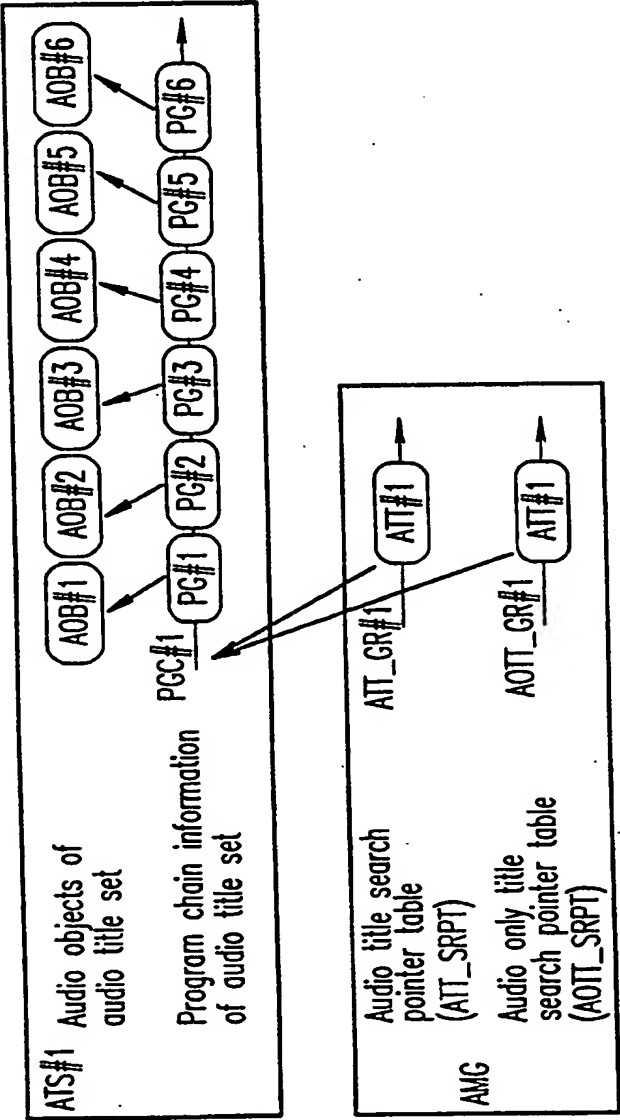 ATS#1
Audio objects of
audio title set
AOB#1 AOB#2 AOB#3 AOB#4 AOB#5 AOB#6
Program chain information
of audio title set
PGC#1
PG#1 PG#2 PG#3 PG#4 PG#5 PG#6
AMG
Audio title search
pointer table
(ATT_SRPT)
ATT_GR#1
ATT#1
Audio only title
search pointer table
(AOTT_SRPT)
AOTT_GR#1
ATT#1